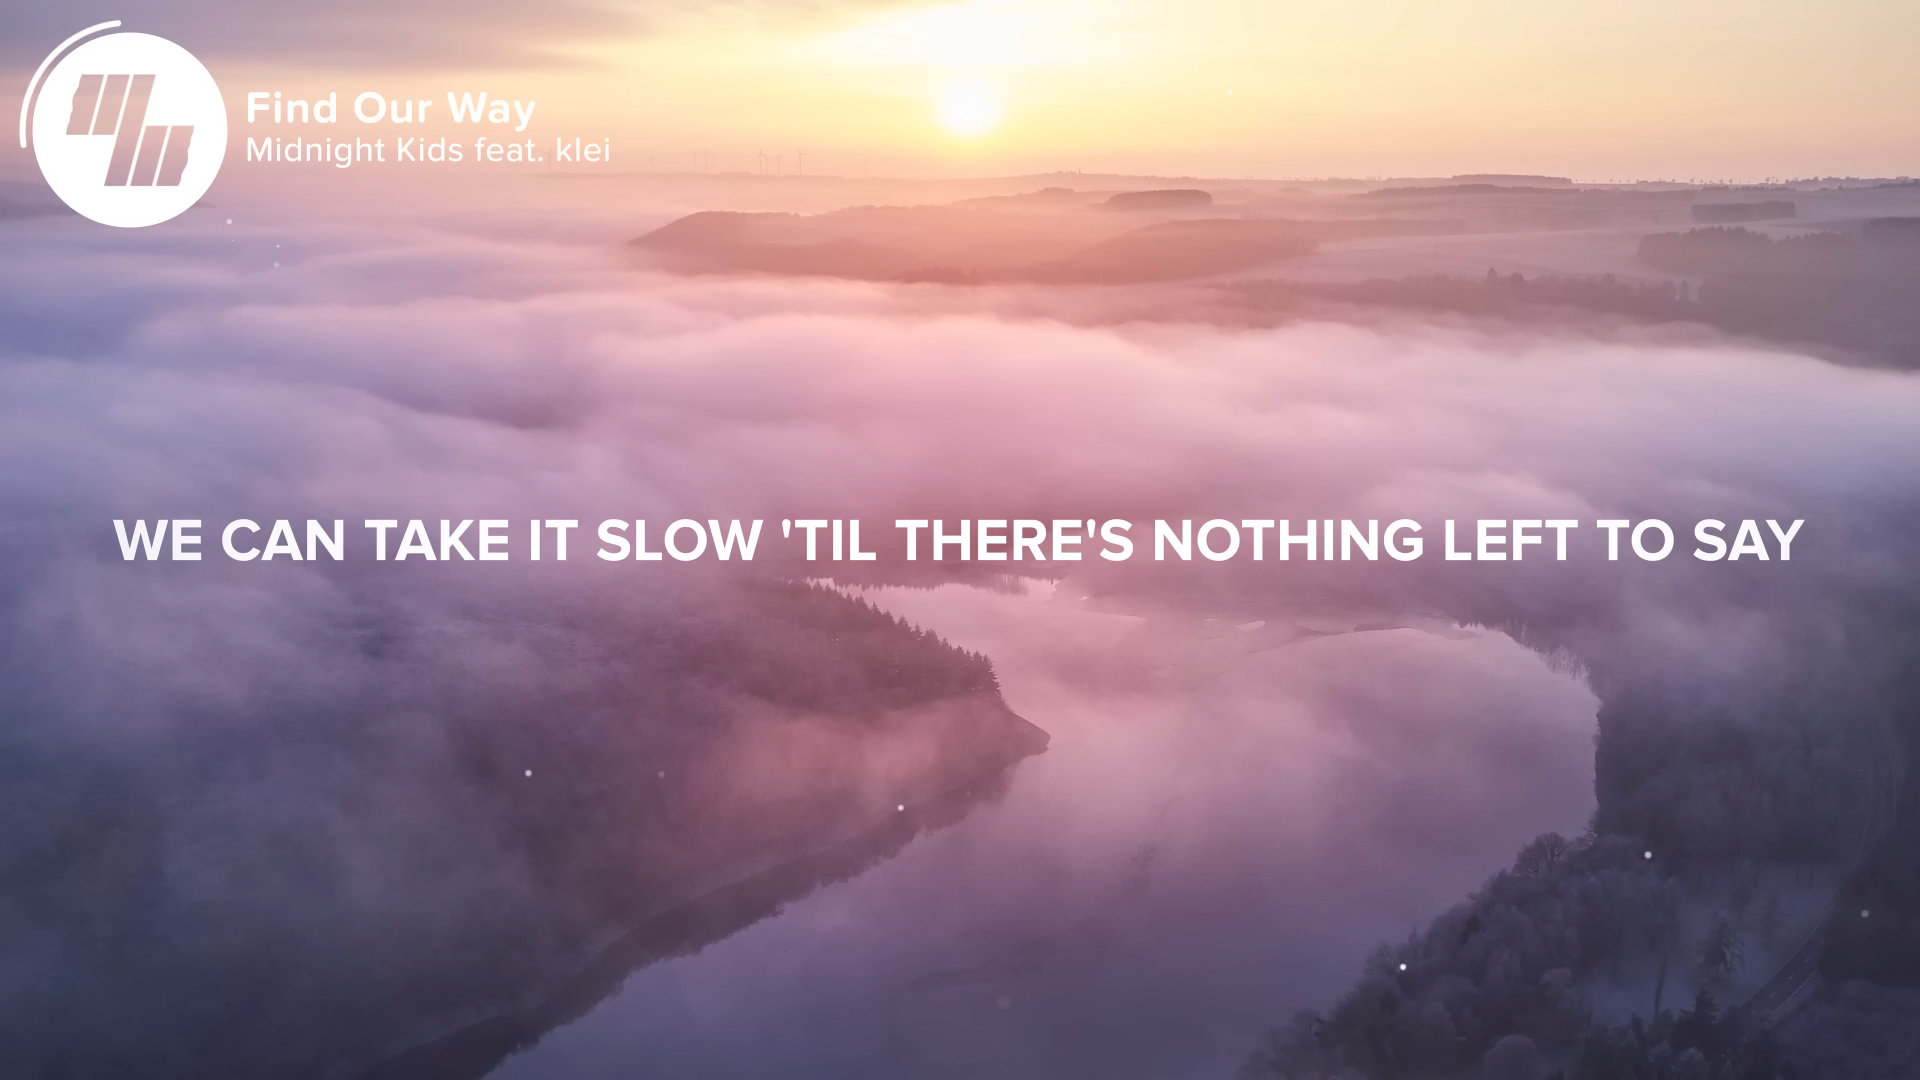 Find Our Way
Midnight Kids feat. klei
WE CAN TAKE IT SLOW 'TIL THERE'S NOTHING LEFT TO SAY